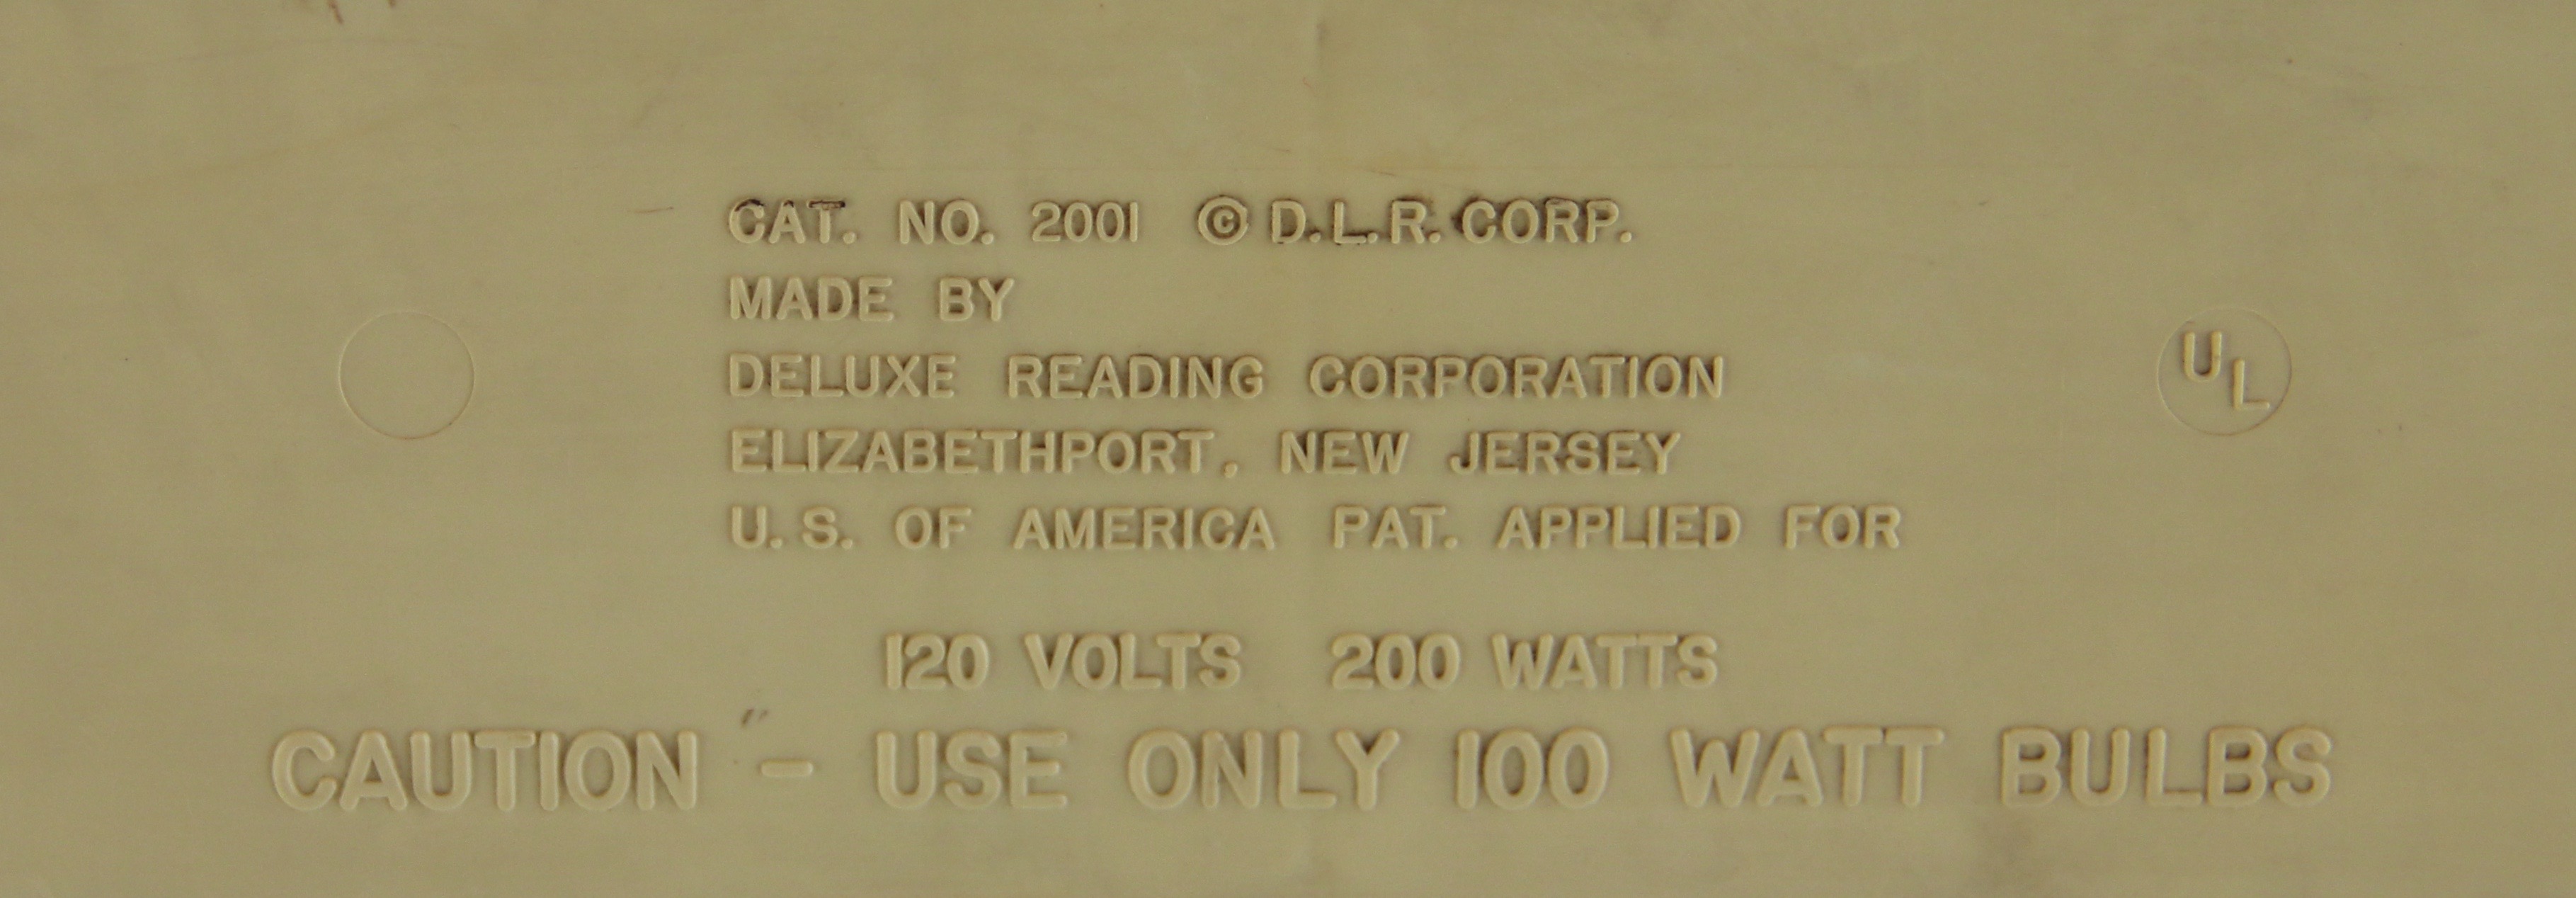 CAT. NO. 2001 © D.L.R. CORP.
MADE BY
DELUXE READING CORPORATION
ELIZABETHPORT, NEW JERSEY
U.S. OF AMERICA PAT. APPLIED FOR
UL
120 VOLTS 200 WATTS
CAUTION - USE ONLY 100 WATT BULBS